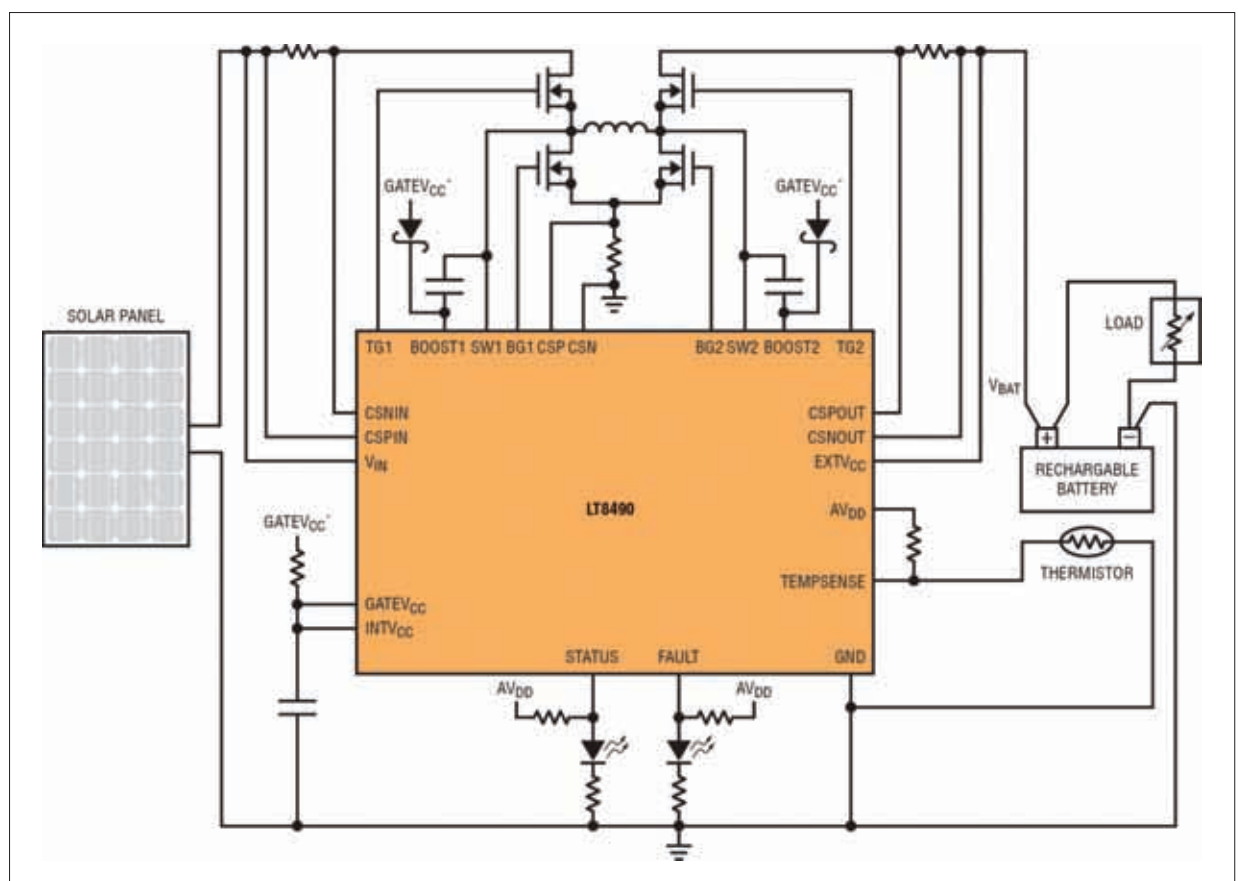 GATEVCC'
GATEVCC'
SOLAR PANEL
LOAD
TG1 BOOST1 SW1 BG1 CSP CSN BG2 SW2 BOOST2 TG2
VBAT
CSNIN
CSPIN
VIN
CSPOUT
CSNOUT
EXTVCC
+ −
RECHARGABLE
BATTERY
LT8490
AVDD
GATEVCC'
TEMPSENSE
THERMISTOR
GATEVCC
INTVCC
STATUS FAULT GND
AVDD
AVDD